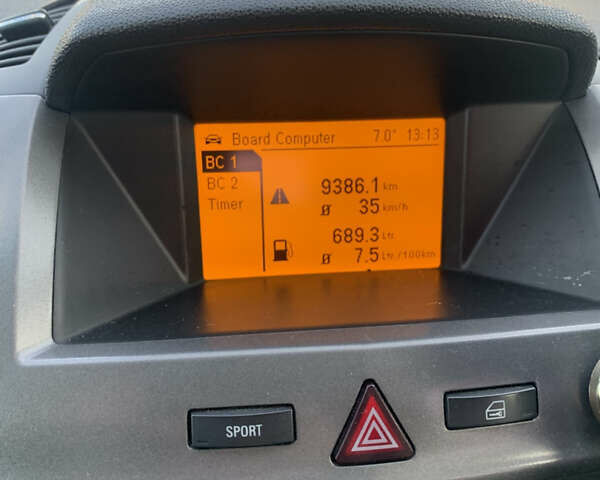 Board Computer 7.0° 13:13
BC 1
BC 2
Timer
9386.1 km
Ø 35 km/h
689.3 Ltr.
Ø 7.5 Ltr./100km
SPORT